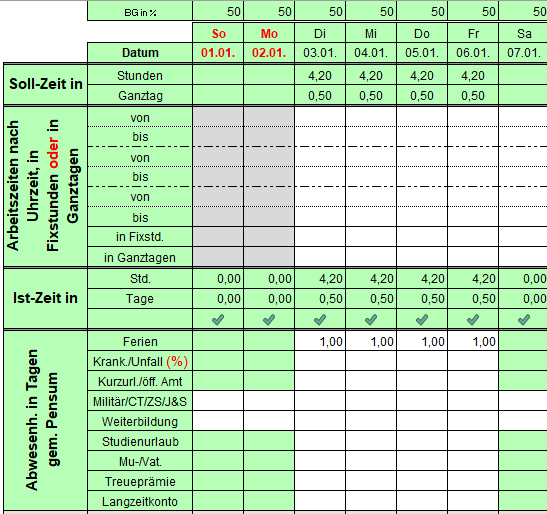 BG in % 50 50 50 50 50 50 50
So Mo Di Mi Do Fr Sa
Datum 01.01. 02.01. 03.01. 04.01. 05.01. 06.01. 07.01.
Soll-Zeit in
Stunden 4,20 4,20 4,20 4,20
Ganztag 0,50 0,50 0,50 0,50
Arbeitszeiten nach
Uhrzeit, in
Fixstunden oder in
Ganztagen
von
bis
von
bis
von
bis
in Fixstd.
in Ganztagen
Ist-Zeit in
Std. 0,00 0,00 4,20 4,20 4,20 4,20 0,00
Tage 0,00 0,00 0,50 0,50 0,50 0,50 0,00
Abwesenh. in Tagen
gem. Pensum
Ferien 1,00 1,00 1,00 1,00
Krank./Unfall (%)
Kurzurl./öff. Amt
Militär/CT/ZS/J&S
Weiterbildung
Studienurlaub
Mu-/Vat.
Treueprämie
Langzeitkonto